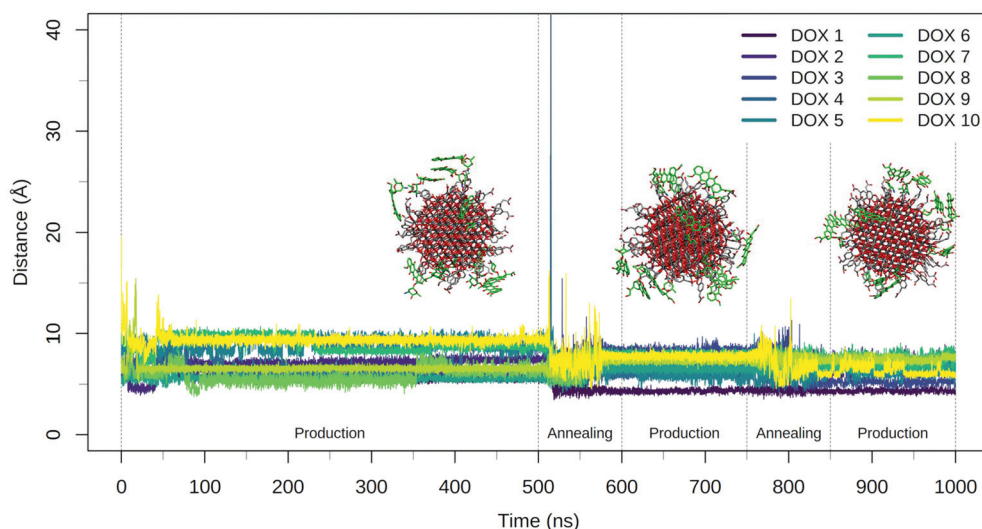 40
30
20
10
0
Distance (Å)
DOX 1
DOX 2
DOX 3
DOX 4
DOX 5
DOX 6
DOX 7
DOX 8
DOX 9
DOX 10
Production
Annealing
Production
Annealing
Production
0 100 200 300 400 500 600 700 800 900 1000
Time (ns)